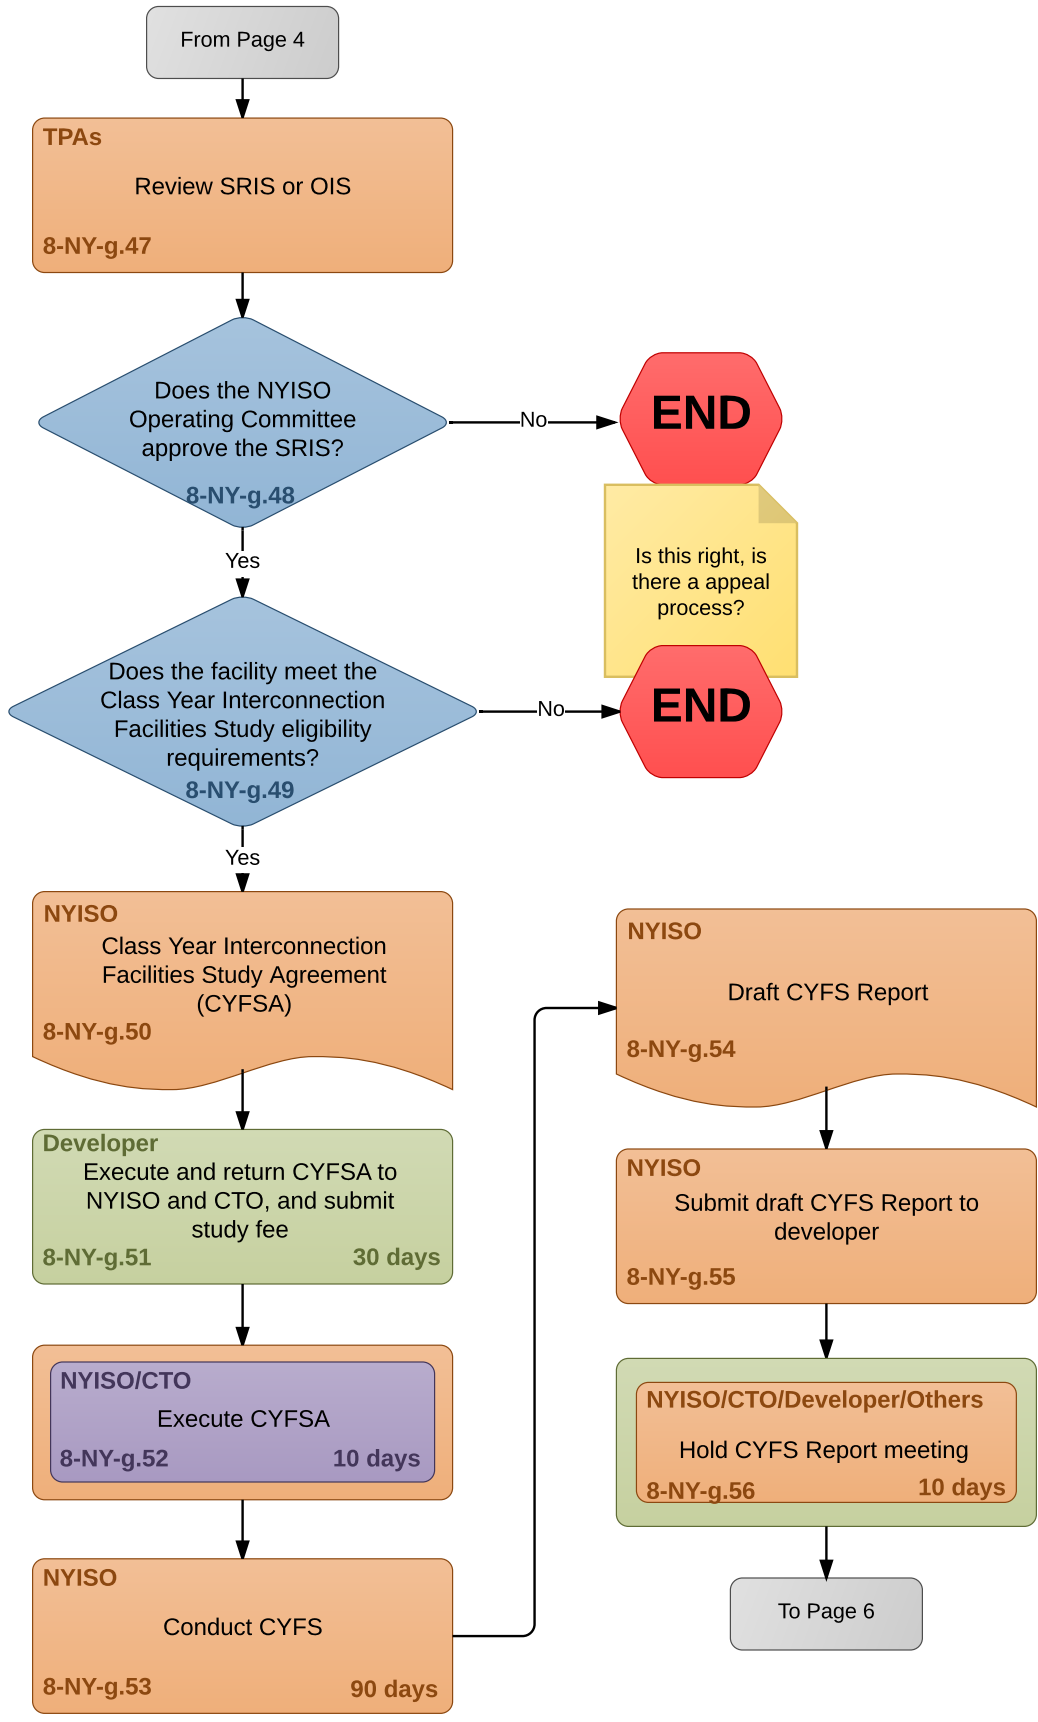 From Page 4
TPAs
Review SRIS or OIS
8-NY-g.47
Does the NYISO
Operating Committee
approve the SRIS?
8-NY-g.48
No
END
Is this right, is
there a appeal
process?
Yes
Does the facility meet the
Class Year Interconnection
Facilities Study eligibility
requirements?
8-NY-g.49
No
END
Yes
NYISO
Class Year Interconnection
Facilities Study Agreement
(CYFSA)
8-NY-g.50
Developer
Execute and return CYFSA to
NYISO and CTO, and submit
study fee
8-NY-g.51
30 days
NYISO/CTO
Execute CYFSA
8-NY-g.52
10 days
NYISO
Conduct CYFS
8-NY-g.53
90 days
NYISO
Draft CYFS Report
8-NY-g.54
NYISO
Submit draft CYFS Report to
developer
8-NY-g.55
NYISO/CTO/Developer/Others
Hold CYFS Report meeting
8-NY-g.56
10 days
To Page 6